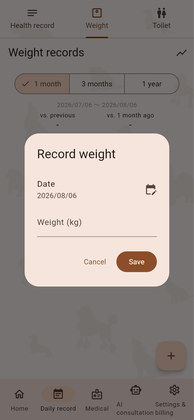 Health record
Weight
Toilet
Weight records
1 month
3 months
1 year
2026/07/06 — 2026/08/06
vs. previous
vs. 1 month ago
-
-
Record weight
Date
2026/08/06
Weight (kg)
Cancel
Save
+
Home
Daily record
Medical
AI
consultation
Settings &
billing